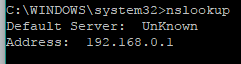 C:\WINDOWS\system32>nslookup
Default Server:  UnKnown
Address:  192.168.0.1